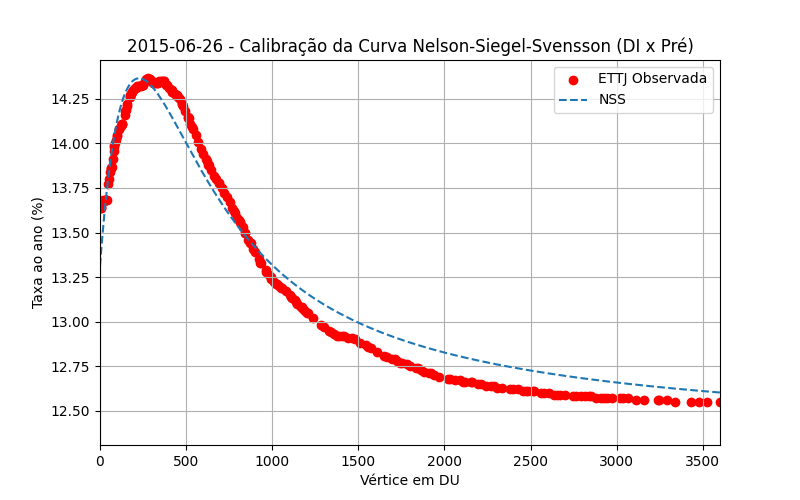 2015-06-26 - Calibração da Curva Nelson-Siegel-Svensson (DI x Pré)
ETTJ Observada
NSS
Taxa ao ano (%)
14.25
14.00
13.75
13.50
13.25
13.00
12.75
12.50
0 500 1000 1500 2000 2500 3000 3500
Vértice em DU